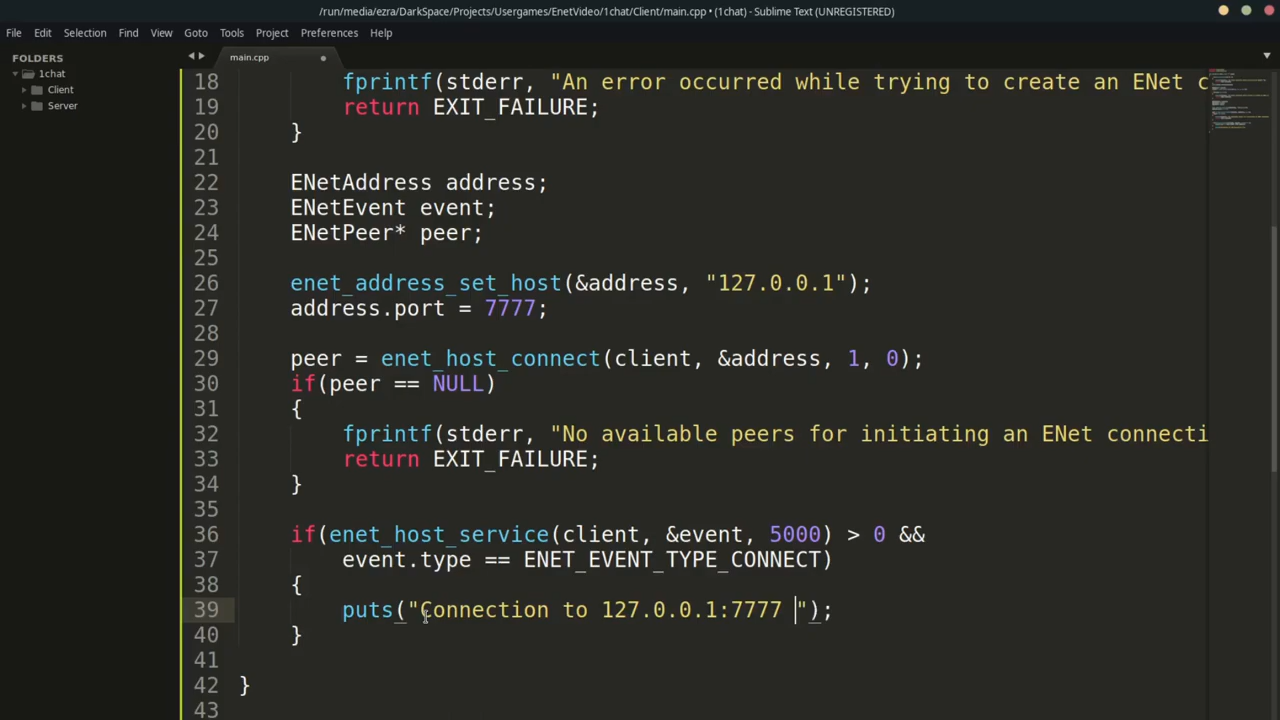 /run/media/ezra/DarkSpace/Projects/Usergames/EnetVideo/1chat/Client/main.cpp • (1chat) - Sublime Text (UNREGISTERED)
File Edit Selection Find View Goto Tools Project Preferences Help
FOLDERS
1chat
Client
Server
main.cpp
18 fprintf(stderr, "An error occurred while trying to create an ENet c
19 return EXIT_FAILURE;
20 }
21
22 ENetAddress address;
23 ENetEvent event;
24 ENetPeer* peer;
25
26 enet_address_set_host(&address, "127.0.0.1");
27 address.port = 7777;
28
29 peer = enet_host_connect(client, &address, 1, 0);
30 if(peer == NULL)
31 {
32 fprintf(stderr, "No available peers for initiating an ENet connecti
33 return EXIT_FAILURE;
34 }
35
36 if(enet_host_service(client, &event, 5000) > 0 &&
37 event.type == ENET_EVENT_TYPE_CONNECT)
38 {
39 puts("Connection to 127.0.0.1:7777 ");
40 }
41
42 }
43